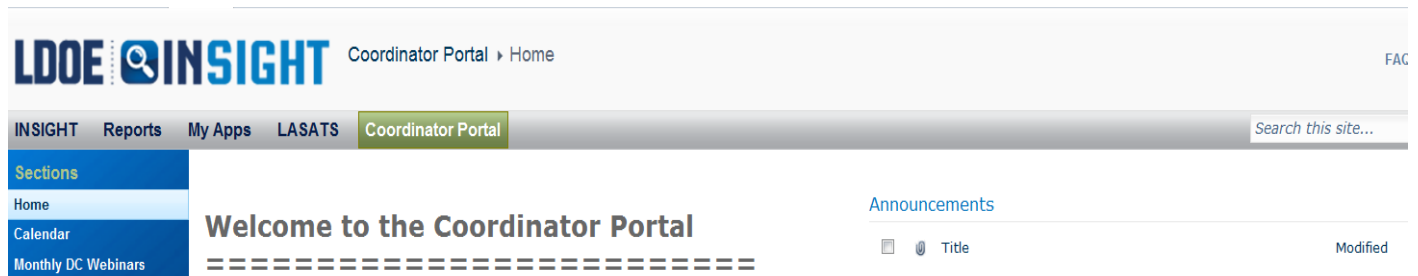 LDOE INSIGHT
Coordinator Portal ▸ Home
FAQ
INSIGHT Reports My Apps LASATS Coordinator Portal
Search this site...
Sections
Home
Calendar
Monthly DC Webinars
Welcome to the Coordinator Portal
=========================
Announcements
Title Modified